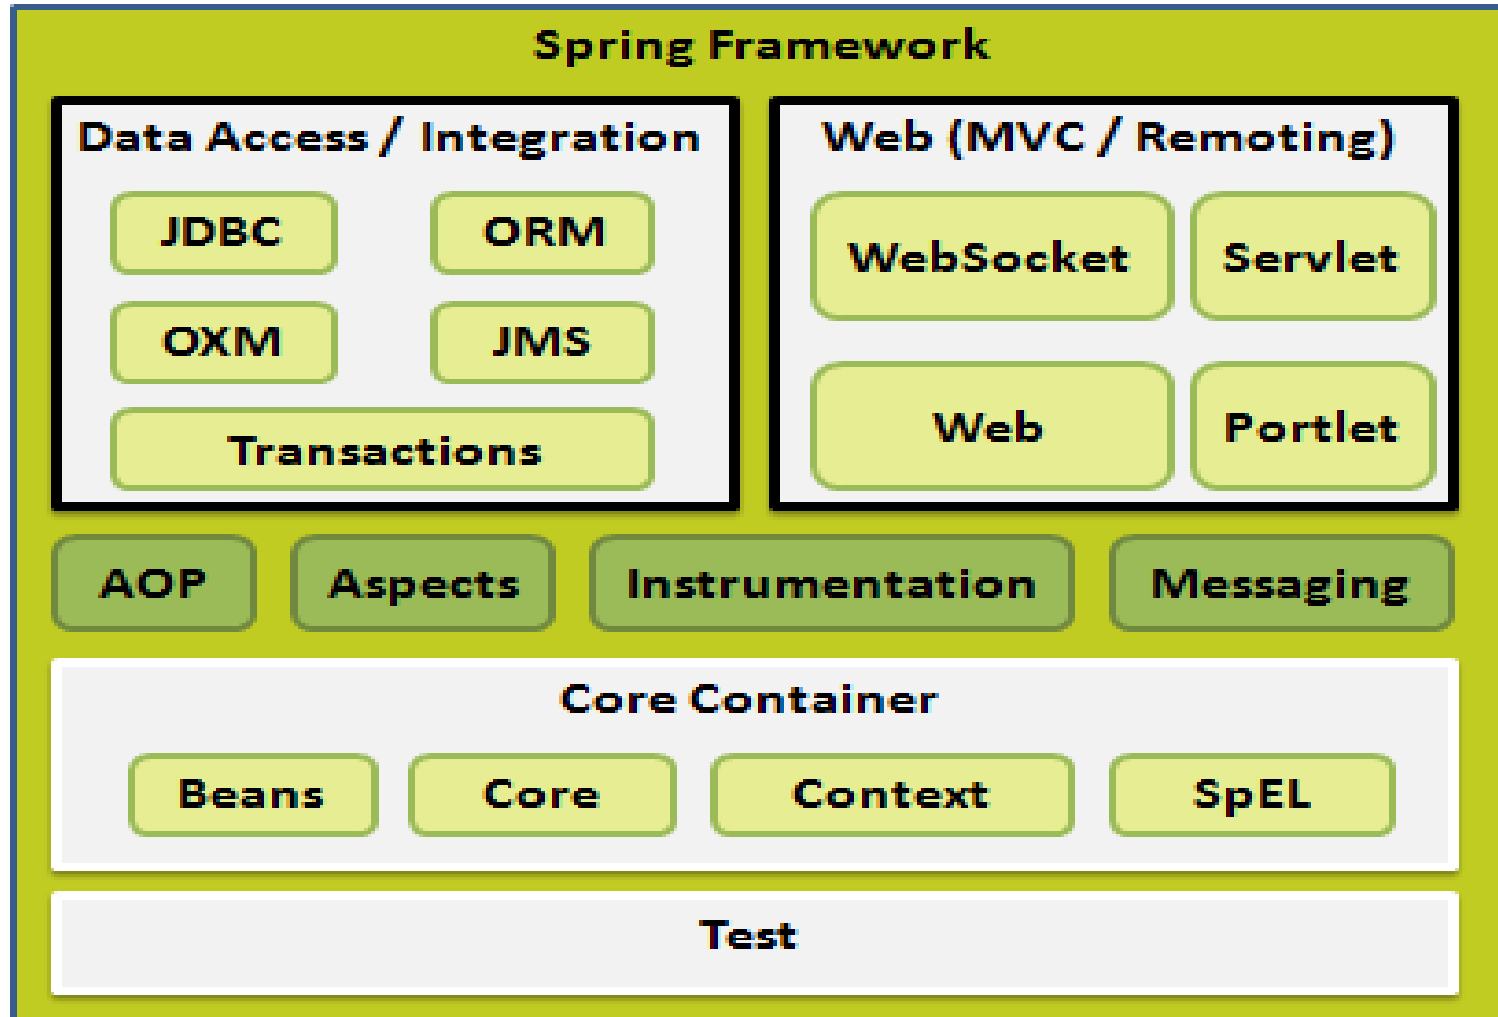 Spring Framework
Data Access / Integration
JDBC
ORM
OXM
JMS
Transactions
Web (MVC / Remoting)
WebSocket
Servlet
Web
Portlet
AOP
Aspects
Instrumentation
Messaging
Core Container
Beans
Core
Context
SpEL
Test